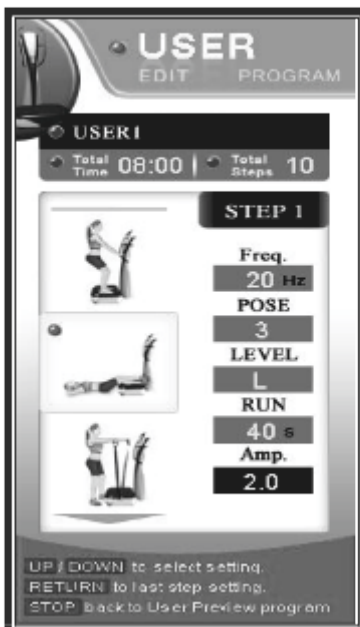 USER
EDIT PROGRAM
USER1
Total Time 08:00 Total Steps 10
STEP 1
Freq.
20 Hz
POSE
3
LEVEL
L
RUN
40 s
Amp.
2.0
UP / DOWN to select setting.
RETURN to last step setting.
STOP back to User Preview program